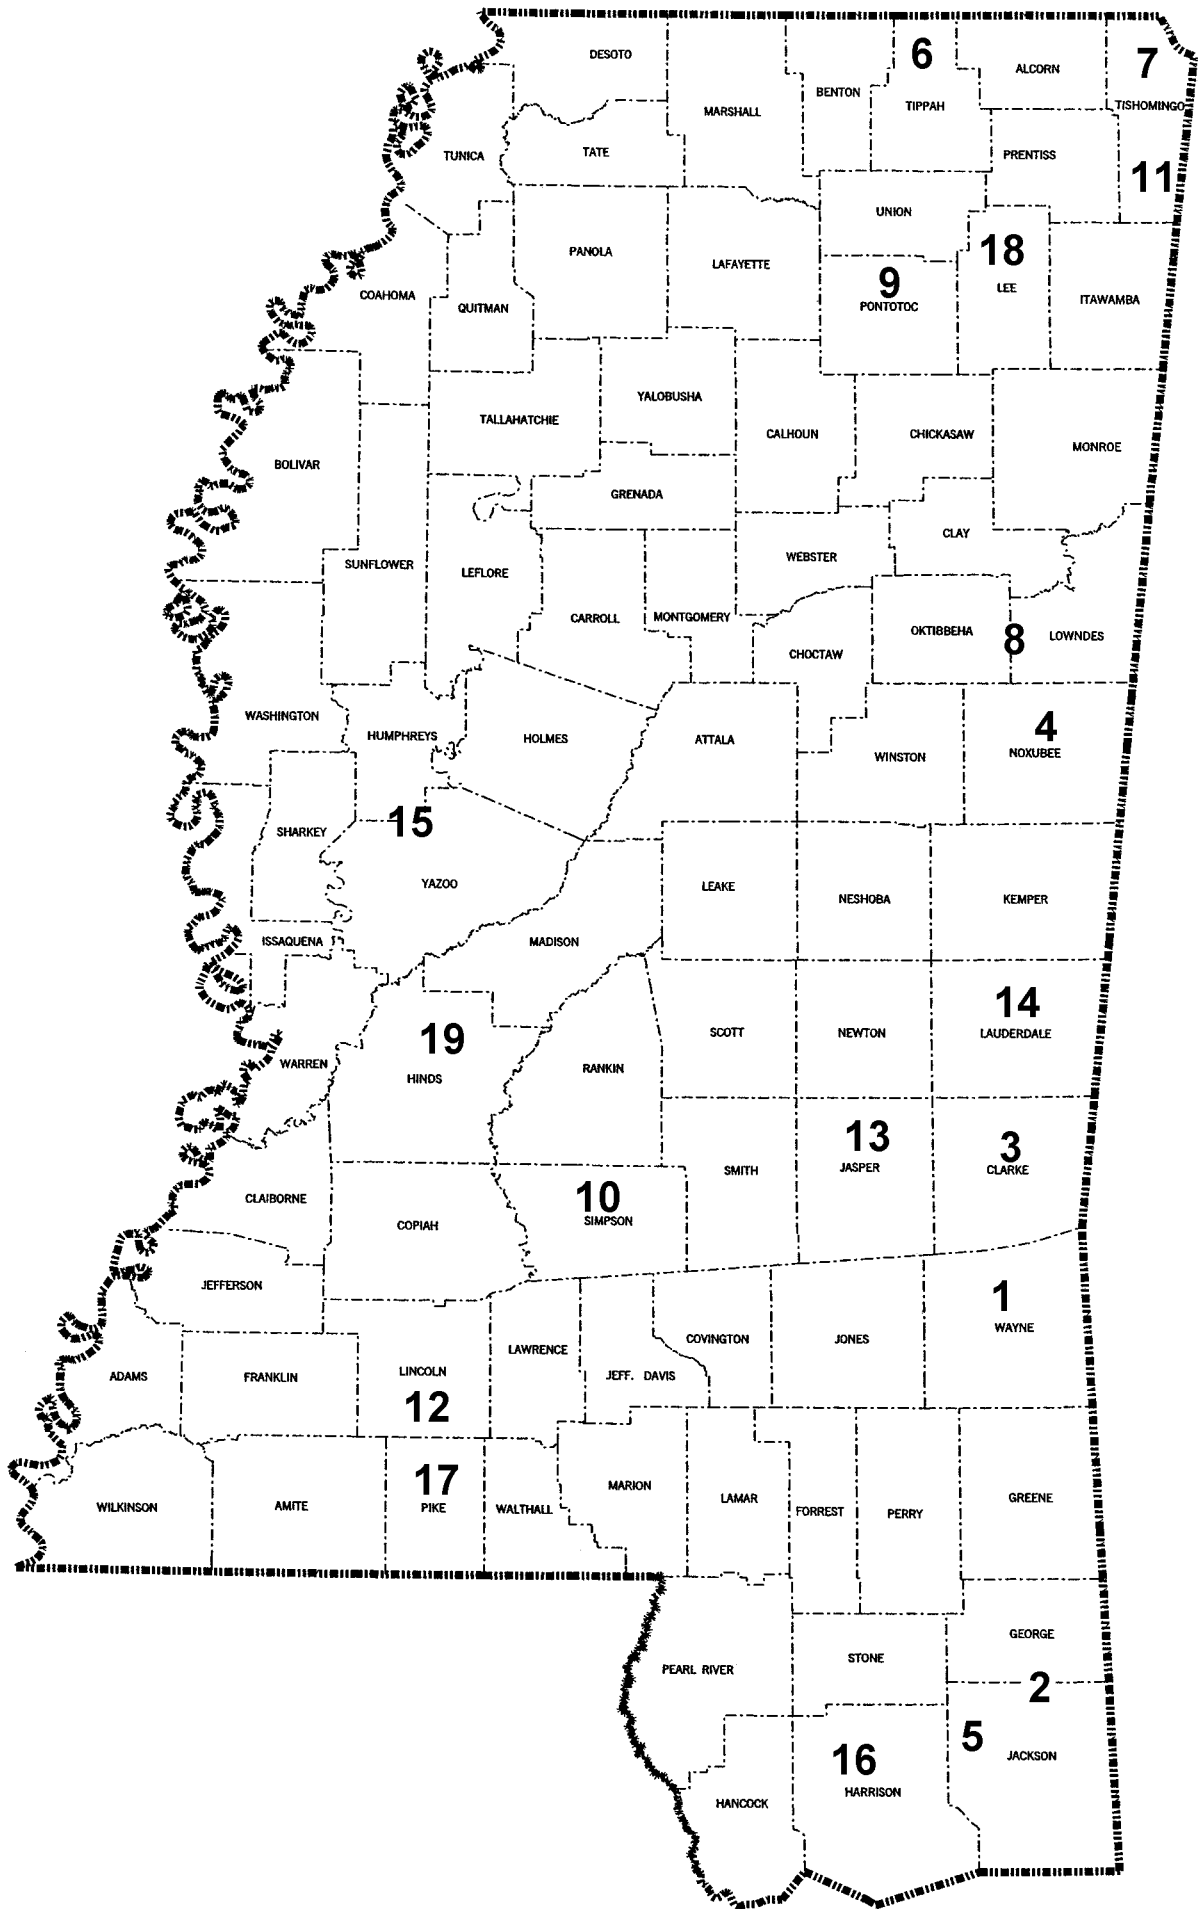 DESOTO
6
7
ALCORN
BENTON
TIPPAH
TISHOMINGO
MARSHALL
TUNICA
TATE
PRENTISS
11
UNION
PANOLA
LAFAYETTE
18
9
LEE
COAHOMA
QUITMAN
PONTOTOC
ITAWAMBA
YALOBUSHA
TALLAHATCHIE
CALHOUN
CHICKASAW
MONROE
BOLIVAR
GRENADA
CLAY
WEBSTER
SUNFLOWER
LEFLORE
CARROLL
MONTGOMERY
OKTIBBEHA
8
LOWNDES
CHOCTAW
WASHINGTON
4
HUMPHREYS
HOLMES
ATTALA
WINSTON
NOXUBEE
15
SHARKEY
YAZOO
LEAKE
NESHOBA
KEMPER
ISSAQUENA
MADISON
14
19
SCOTT
NEWTON
LAUDERDALE
WARREN
HINDS
RANKIN
13
3
SMITH
JASPER
CLARKE
10
CLAIBORNE
COPIAH
SIMPSON
JEFFERSON
1
LAWRENCE
COVINGTON
JONES
WAYNE
ADAMS
FRANKLIN
LINCOLN
JEFF. DAVIS
12
17
MARION
LAMAR
GREENE
WILKINSON
AMITE
PIKE
WALTHALL
FORREST
PERRY
GEORGE
STONE
PEARL RIVER
2
5
16
JACKSON
HARRISON
HANCOCK